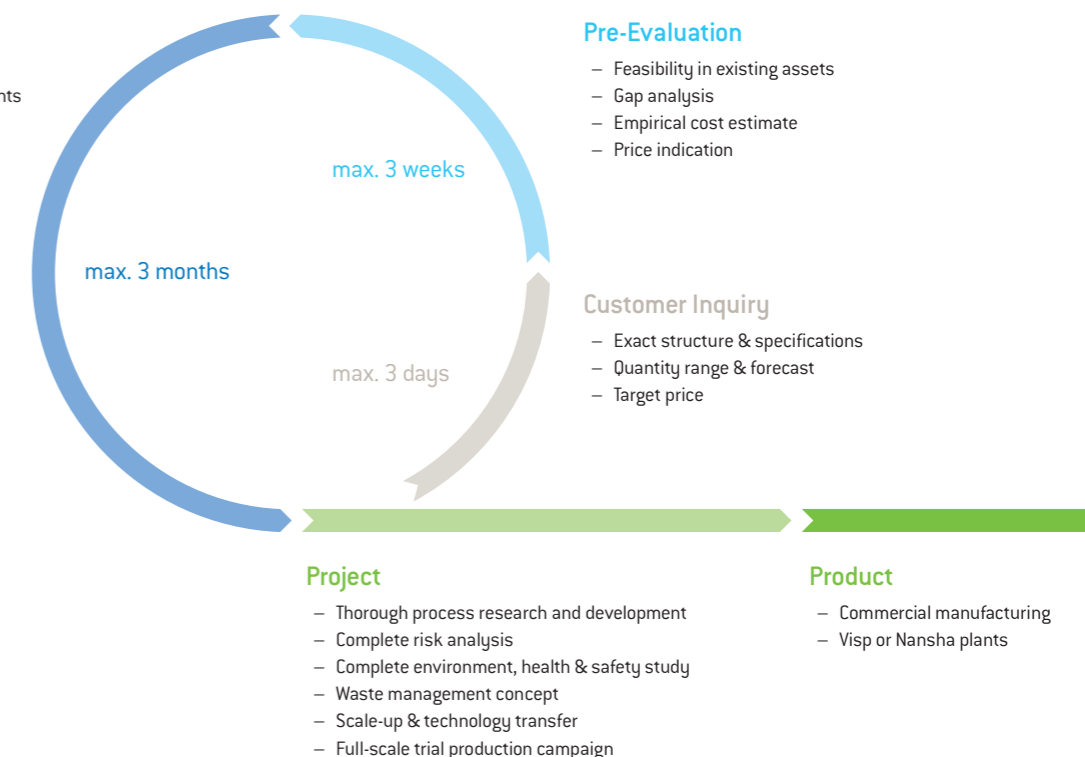 Pre-Evaluation
– Feasibility in existing assets
– Gap analysis
– Empirical cost estimate
– Price indication
nts
max. 3 weeks
max. 3 months
Customer Inquiry
– Exact structure & specifications
– Quantity range & forecast
– Target price
max. 3 days
Project
– Thorough process research and development
– Complete risk analysis
– Complete environment, health & safety study
– Waste management concept
– Scale-up & technology transfer
– Full-scale trial production campaign
Product
– Commercial manufacturing
– Visp or Nansha plants